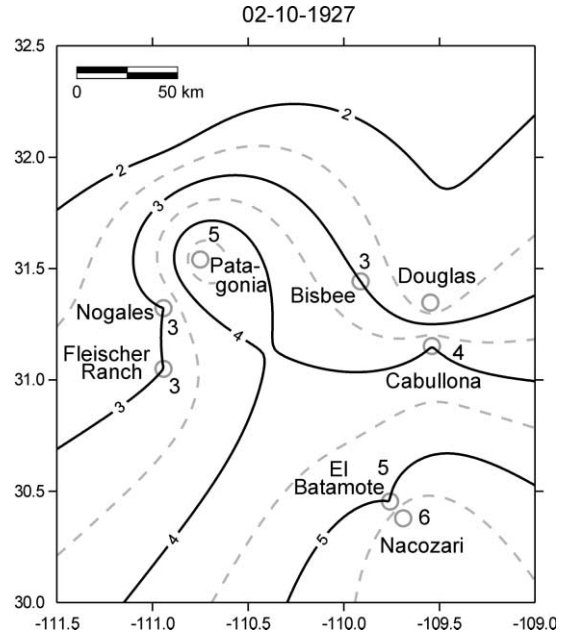 02-10-1927
32.5
0 50 km
2
2
32.0
3
5
3
Douglas
31.5
Pata-
gonia
Bisbee
Nogales
3
4
4
Fleischer
Ranch
3
Cabullona
31.0
3
El
Batamote
5
30.5
6
Nacozari
4
5
30.0
-111.5 -111.0 -110.5 -110.0 -109.5 -109.0